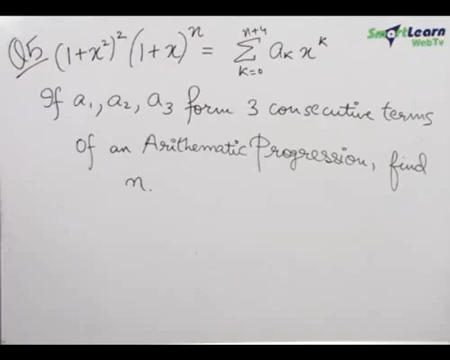 SmartLearn
WebTv
Q5 (1+x²)² (1+x)ⁿ = Σ_{k=0}^{n+4} aₖ xᵏ
If a₁, a₂, a₃ form 3 consecutive terms
of an Arithematic Progression, find
n.